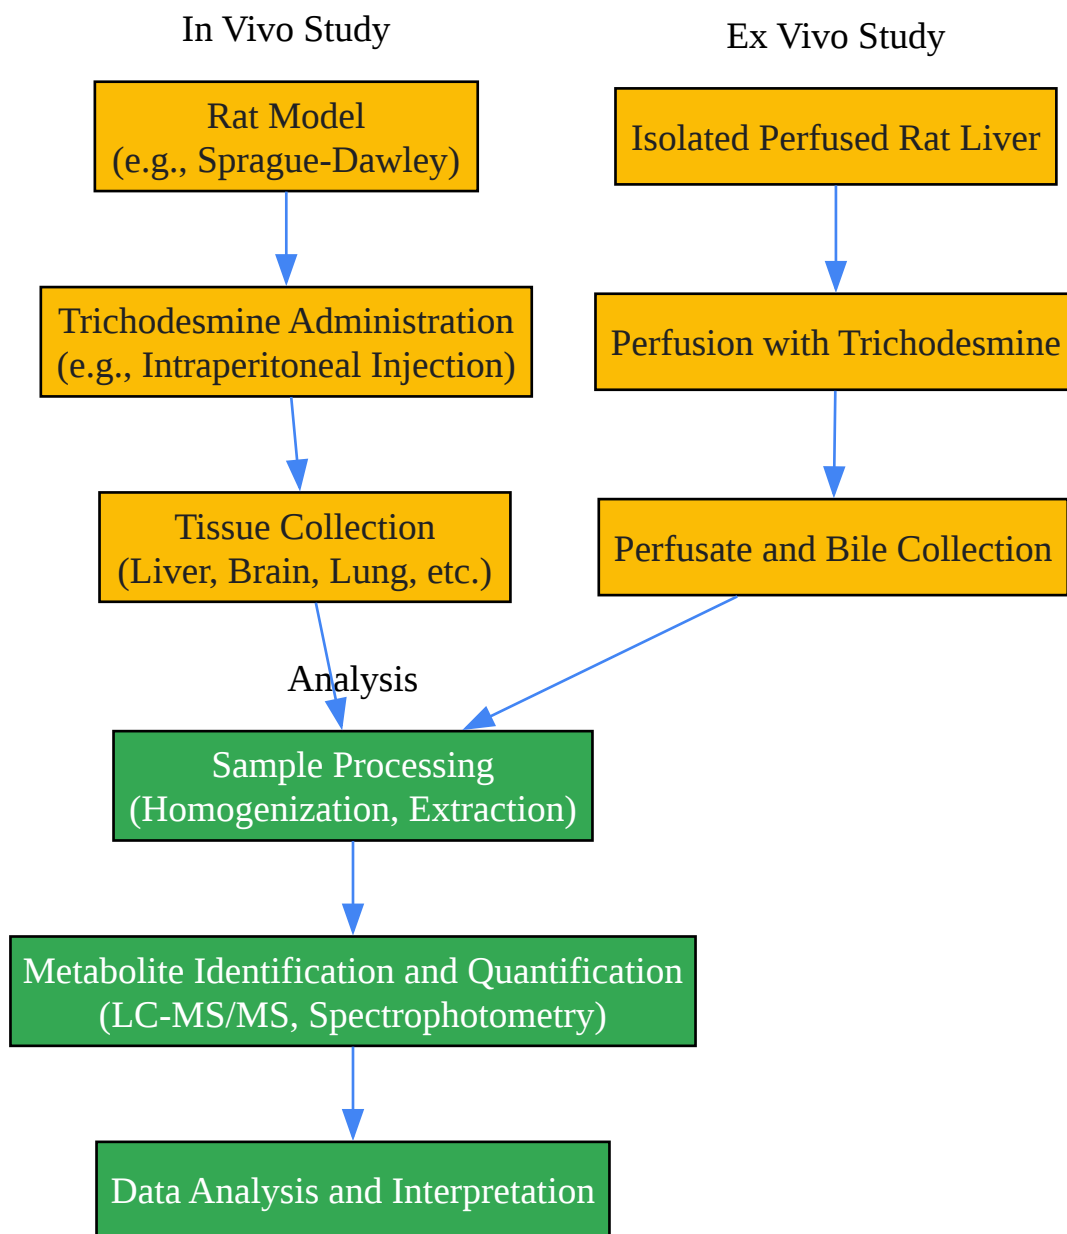 In Vivo Study
Rat Model
(e.g., Sprague-Dawley)
Trichodesmine Administration
(e.g., Intraperitoneal Injection)
Tissue Collection
(Liver, Brain, Lung, etc.)
Ex Vivo Study
Isolated Perfused Rat Liver
Perfusion with Trichodesmine
Perfusate and Bile Collection
Analysis
Sample Processing
(Homogenization, Extraction)
Metabolite Identification and Quantification
(LC-MS/MS, Spectrophotometry)
Data Analysis and Interpretation